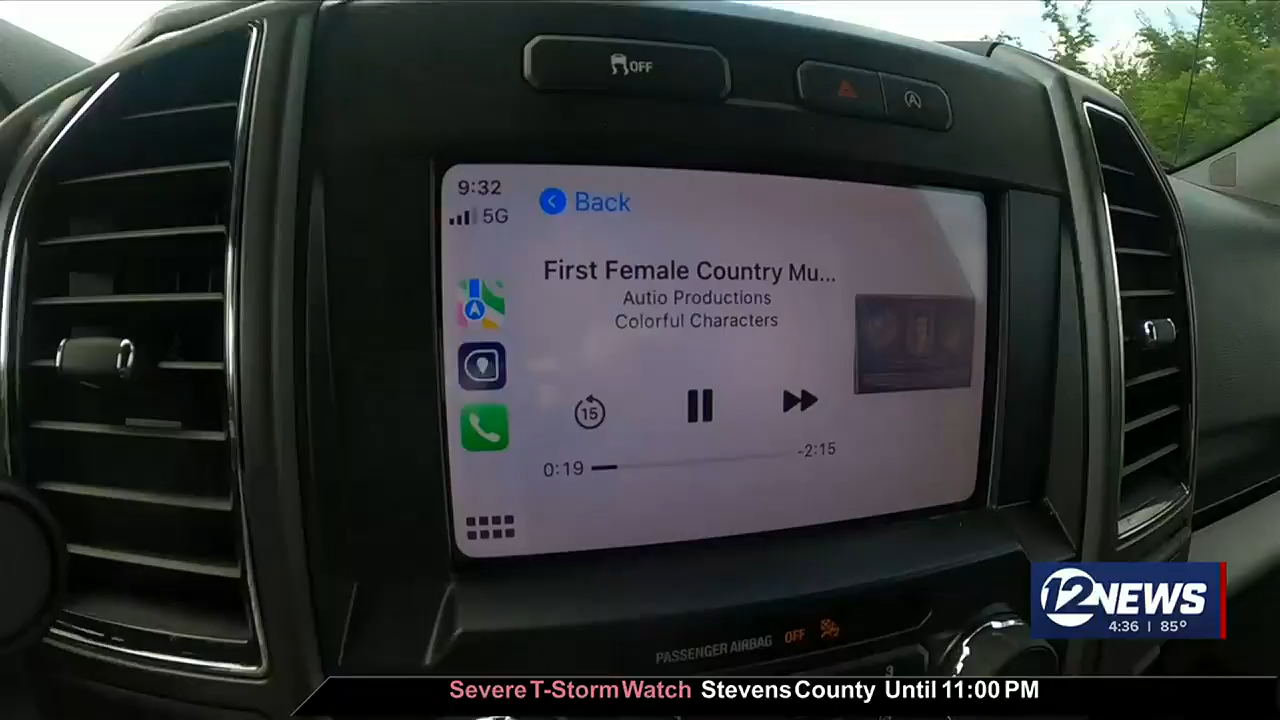 OFF
9:32
5G
Back
First Female Country Mu...
Autio Productions
Colorful Characters
15
0:19
-2:15
PASSENGER AIRBAG OFF
3
12NEWS
4:36 | 85°
Severe T-Storm Watch Stevens County Until 11:00 PM